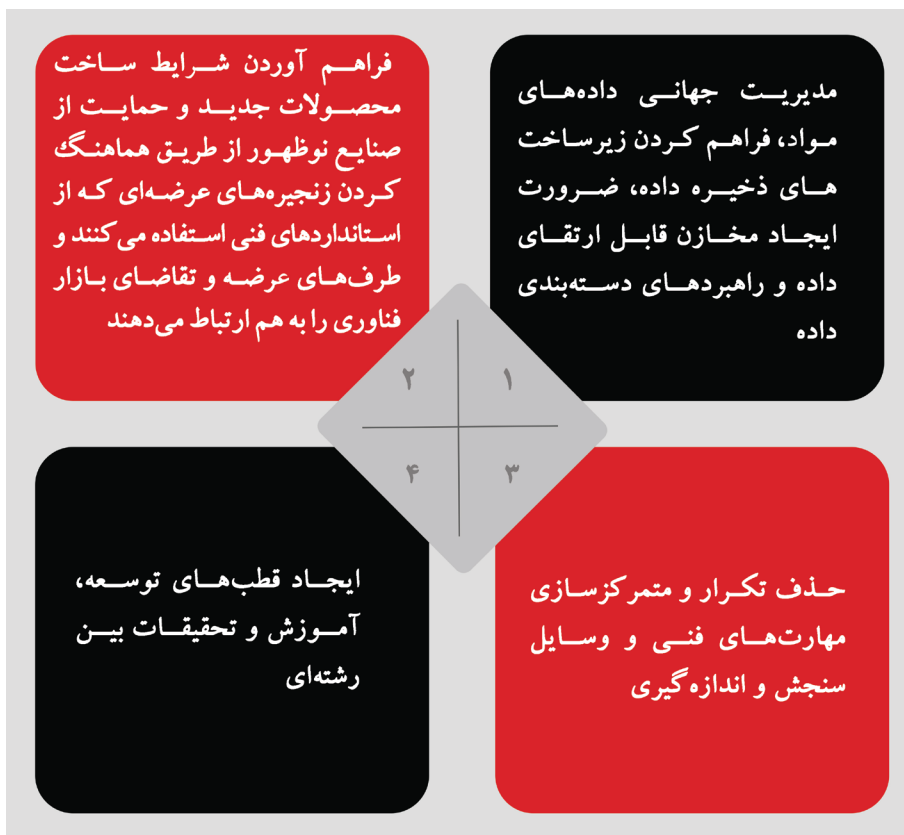 مدیریت جهانی داده‌های
مواد، فراهم کردن زیرساخت
های ذخیره داده، ضرورت
ایجاد مخازن قابل ارتقای
داده و راهبردهای دسته‌بندی
داده
۱
فراهم آوردن شرایط ساخت
محصولات جدید و حمایت از
صنایع نوظهور از طریق هماهنگ
کردن زنجیره‌های عرضه‌ای که از
استانداردهای فنی استفاده می‌کنند و
طرف‌های عرضه و تقاضای بازار
فناوری را به هم ارتباط می‌دهند
۲
حذف تکرار و متمرکزسازی
مهارت‌های فنی و وسایل
سنجش و اندازه‌گیری
۳
ایجاد قطب‌های توسعه،
آموزش و تحقیقات بین
رشته‌ای
۴